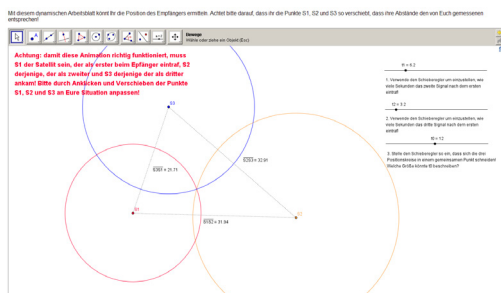 Mit diesem dynamischen Arbeitsblatt könnt Ihr die Position des Empfängers ermitteln. Achtet bitte darauf, dass ihr die Punkte S1, S2 und S3 so verschiebt, dass ihre Abstände den von Euch gemessenen
entsprechen!
Bewege
Wähle oder ziehe ein Objekt (Esc)
Achtung: damit diese Animation richtig funktioniert, muss
S1 der Satellit sein, der als erster beim Epfänger eintraf, S2
derjenige, der als zweiter und S3 derjenige der als dritter
ankam! Bitte durch Anklicken und Verschieben der Punkte
S1, S2 und S3 an Eure Situation anpassen!
S3
S1
1. Verwende den Schieberegler um einzustellen, wie
viele Sekunden das zweite Signal nach dem ersten
eintraf!
2. Verwende den Schieberegler um einzustellen, wie
viele Sekunden das dritte Signal nach dem ersten
eintraf!
3. Stelle den Schieberegler so ein, dass sich die drei
Positionskreise in einem gemeinsamen Punkt schneiden!
Welche Größe könnte t0 beschreiben?